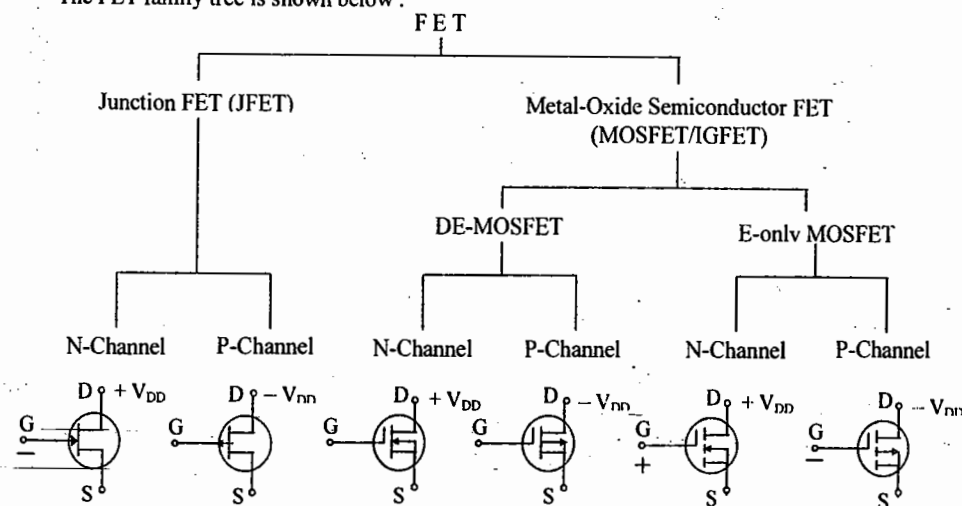 The FET family tree is shown below :
FET
Junction FET (JFET)
Metal-Oxide Semiconductor FET
(MOSFET/IGFET)
DE-MOSFET
E-only MOSFET
N-Channel P-Channel N-Channel P-Channel N-Channel P-Channel
D + VDD D - VDD D + VDD D - VDD D + VDD D - VDD
G G G G G G
− + −
S S S S S S